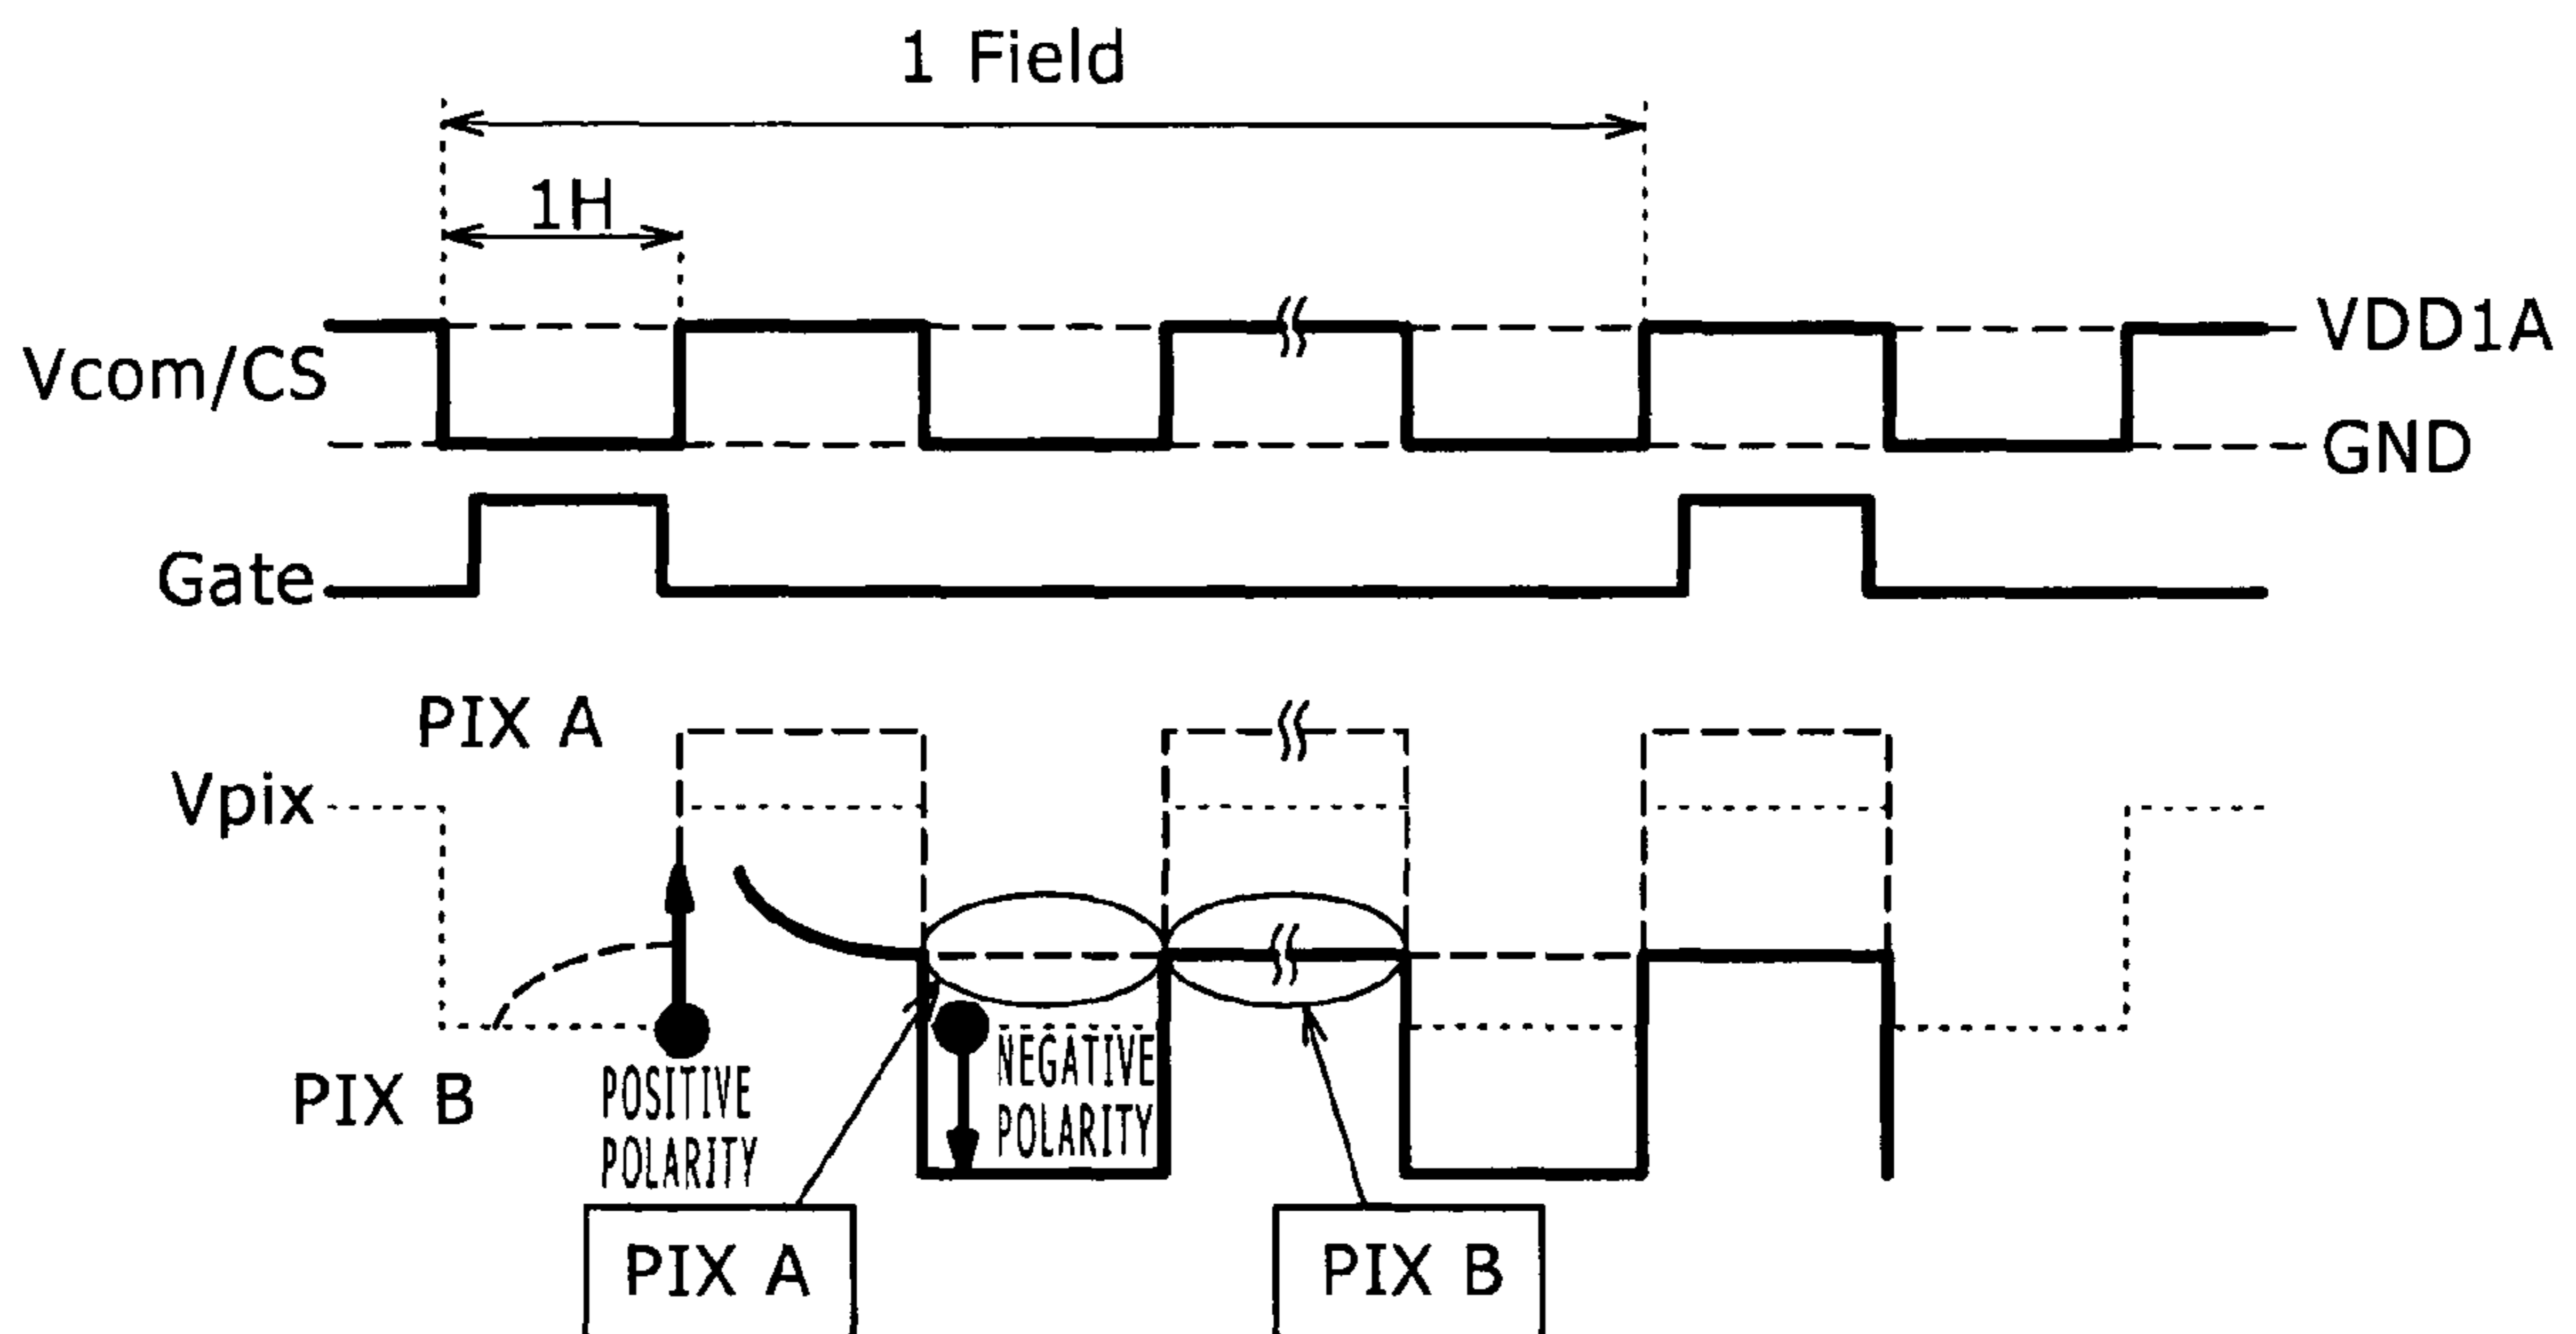 1 Field
1H
VDD1A
Vcom/CS
GND
Gate
PIX A
Vpix
PIX B
POSITIVE
POLARITY
NEGATIVE
POLARITY
PIX A
PIX B